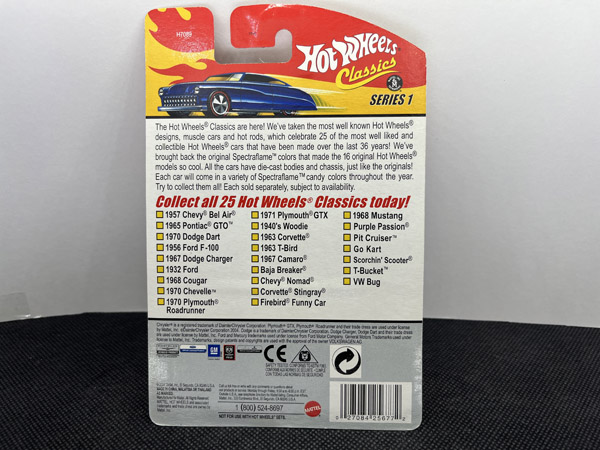 H7089
Hot Wheels
Classics
SERIES 1
The Hot Wheels® Classics are here! We've taken the most well known Hot Wheels®
designs, muscle cars and hot rods, which celebrate 25 of the most well liked and
collectible Hot Wheels® cars that have been made over the last 36 years! We've
brought back the original Spectraflame™ colors that made the 16 original Hot Wheels®
models so cool. All the cars have die-cast bodies and chassis, just like the originals!
Each car will come in a variety of Spectraflame™ candy colors throughout the year.
Try to collect them all! Each sold separately, subject to availability.
Collect all 25 Hot Wheels® Classics today!
1957 Chevy® Bel Air®
1965 Pontiac® GTO™
1970 Dodge Dart
1956 Ford F-100
1967 Dodge Charger
1932 Ford
1968 Cougar
1970 Chevelle™
1970 Plymouth®
Roadrunner
1971 Plymouth® GTX
1940's Woodie
1963 Corvette®
1963 T-Bird
1967 Camaro®
Baja Breaker®
Chevy® Nomad®
Corvette® Stingray®
Firebird® Funny Car
1968 Mustang
Purple Passion®
Pit Cruiser™
Go Kart
Scorchin' Scooter®
T-Bucket™
VW Bug
GM
CE
1 (800) 524-8697
NOT FOR USE WITH HOT WHEELS® SETS.
MATTEL
0 27084 25677 2